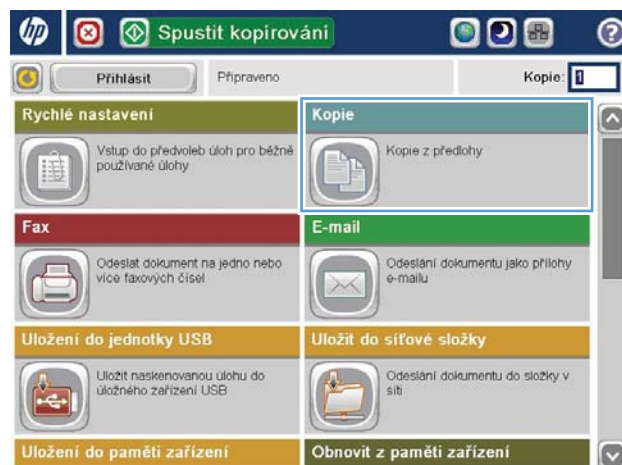 hp
Spustit kopírování
?
Přihlásit
Připraveno
Kopie: 1
Rychlé nastavení
Vstup do předvoleb úloh pro běžně
používané úlohy
Kopie
Kopie z předlohy
Fax
Odeslat dokument na jedno nebo
více faxových čísel
E-mail
Odeslání dokumentu jako přílohy
e-mailu
Uložení do jednotky USB
Uložit naskenovanou úlohu do
úložného zařízení USB
Uložit do síťové složky
Odeslání dokumentu do složky v
síti
Uložení do paměti zařízení
Obnovit z paměti zařízení